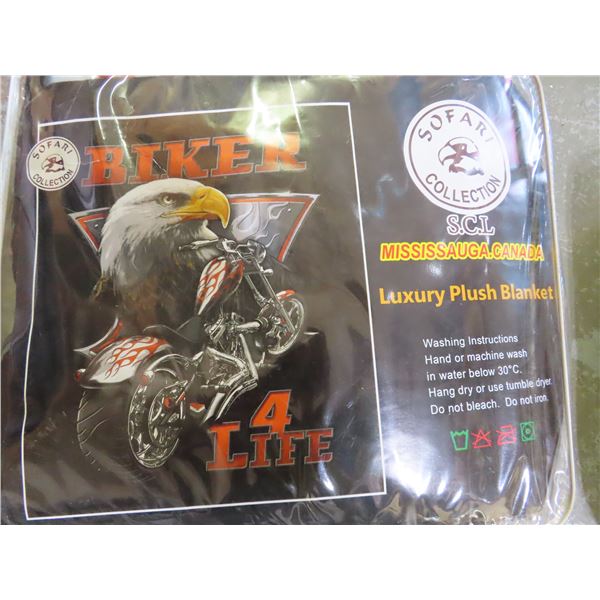 SOFARI
COLLECTION
BIKER
4
LIFE
SOFARI
COLLECTION
S.C.L
MISSISSAUGA.CANADA
Luxury Plush Blanket
Washing Instructions
Hand or machine wash
in water below 30°C.
Hang dry or use tumble dryer
Do not bleach. Do not iron.